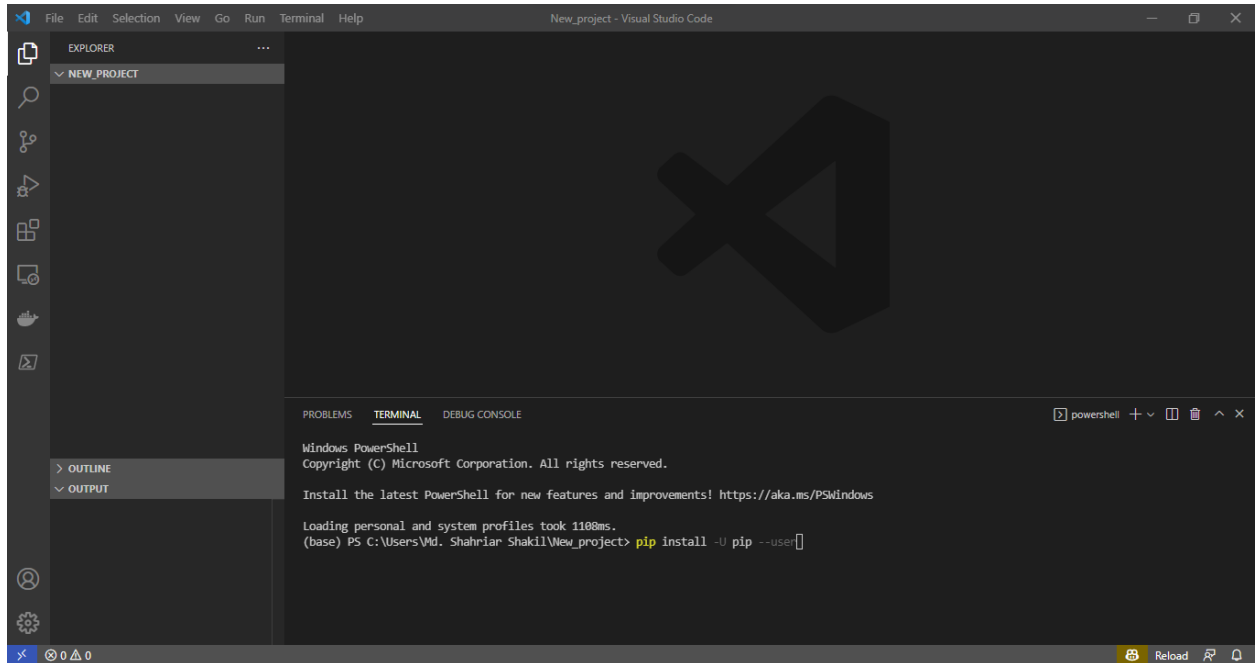 File Edit Selection View Go Run Terminal Help
New_project - Visual Studio Code
EXPLORER
NEW_PROJECT
OUTLINE
OUTPUT
PROBLEMS TERMINAL DEBUG CONSOLE
powershell
Windows PowerShell
Copyright (C) Microsoft Corporation. All rights reserved.
Install the latest PowerShell for new features and improvements! https://aka.ms/PSWindows
Loading personal and system profiles took 1108ms.
(base) PS C:\Users\Md. Shahriar Shakil\New_project> pip install -U pip --user
0 0
Reload